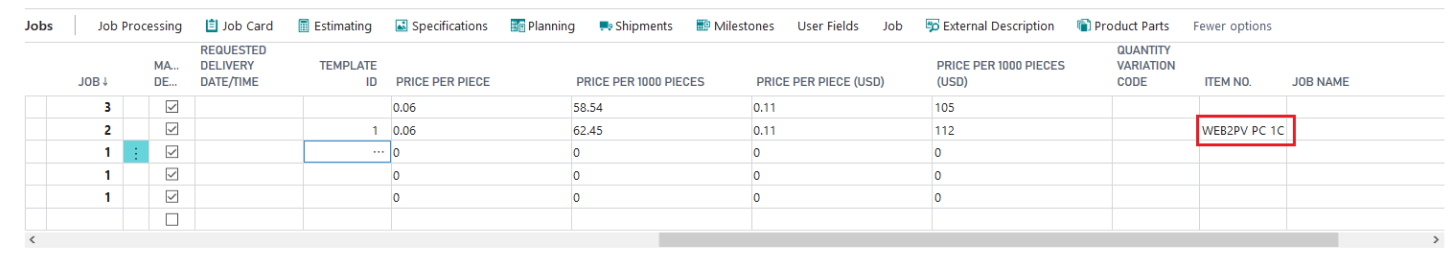 Jobs Job Processing Job Card Estimating Specifications Planning Shipments Milestones User Fields Job External Description Product Parts Fewer options
JOB↓ MA... DE... REQUESTED DELIVERY DATE/TIME TEMPLATE ID PRICE PER PIECE PRICE PER 1000 PIECES PRICE PER PIECE (USD) PRICE PER 1000 PIECES (USD) QUANTITY VARIATION CODE ITEM NO. JOB NAME
3 0.06 58.54 0.11 105
2 1 0.06 62.45 0.11 112 WEB2PV PC 1C
1 ... 0 0 0 0
1 0 0 0 0
1 0 0 0 0